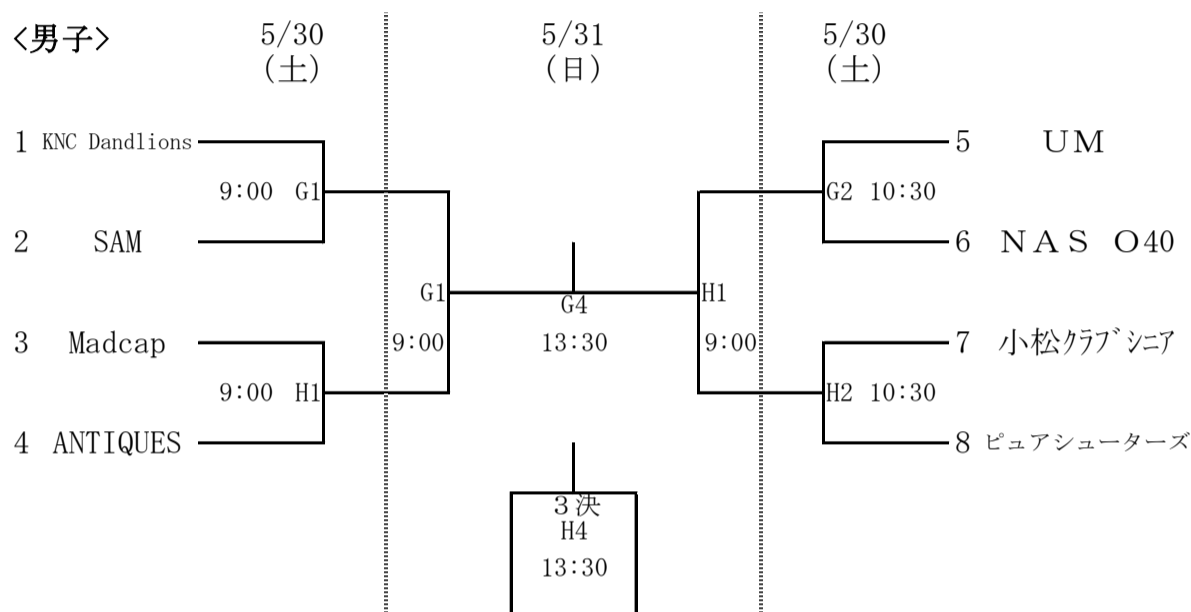 <男子>
5/30
(土)
5/31
(日)
5/30
(土)
1 KNC Dandlions
5 UM
9:00 G1
G2 10:30
2 SAM
6 ＮＡＳ Ｏ40
G1
H1
G4
3 Madcap
9:00
13:30
9:00
7 小松ｸﾗﾌﾞｼﾆｱ
9:00 H1
H2 10:30
4 ANTIQUES
8 ピュアシューターズ
３決
H4
13:30